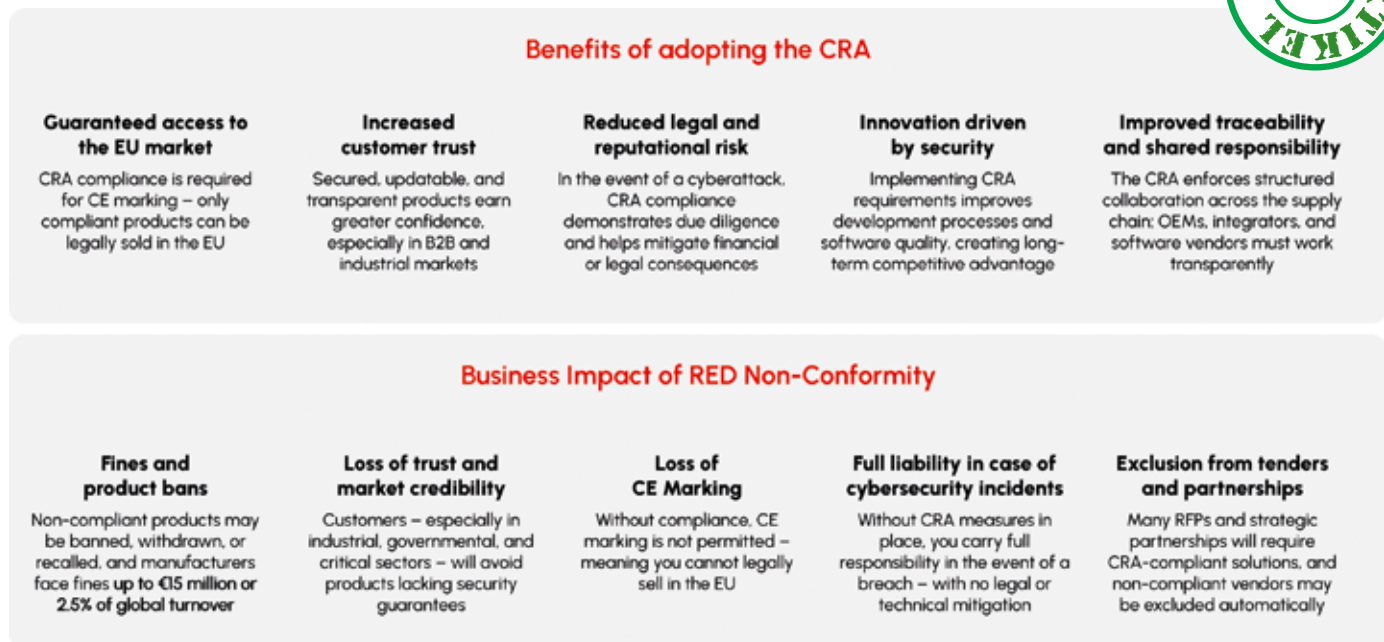 Benefits of adopting the CRA
Guaranteed access to
the EU market
CRA compliance is required
for CE marking – only
compliant products can be
legally sold in the EU
Increased
customer trust
Secured, updatable, and
transparent products earn
greater confidence,
especially in B2B and
industrial markets
Reduced legal and
reputational risk
In the event of a cyberattack,
CRA compliance
demonstrates due diligence
and helps mitigate financial
or legal consequences
Innovation driven
by security
Implementing CRA
requirements improves
development processes and
software quality, creating long-
term competitive advantage
Improved traceability
and shared responsibility
The CRA enforces structured
collaboration across the supply
chain: OEMs, integrators, and
software vendors must work
transparently
Business Impact of RED Non-Conformity
Fines and
product bans
Non-compliant products may
be banned, withdrawn, or
recalled, and manufacturers
face fines up to €15 million or
2.5% of global turnover
Loss of trust and
market credibility
Customers – especially in
industrial, governmental, and
critical sectors – will avoid
products lacking security
guarantees
Loss of
CE Marking
Without compliance, CE
marking is not permitted –
meaning you cannot legally
sell in the EU
Full liability in case of
cybersecurity incidents
Without CRA measures in
place, you carry full
responsibility in the event of a
breach – with no legal or
technical mitigation
Exclusion from tenders
and partnerships
Many RFPs and strategic
partnerships will require
CRA-compliant solutions, and
non-compliant vendors may
be excluded automatically